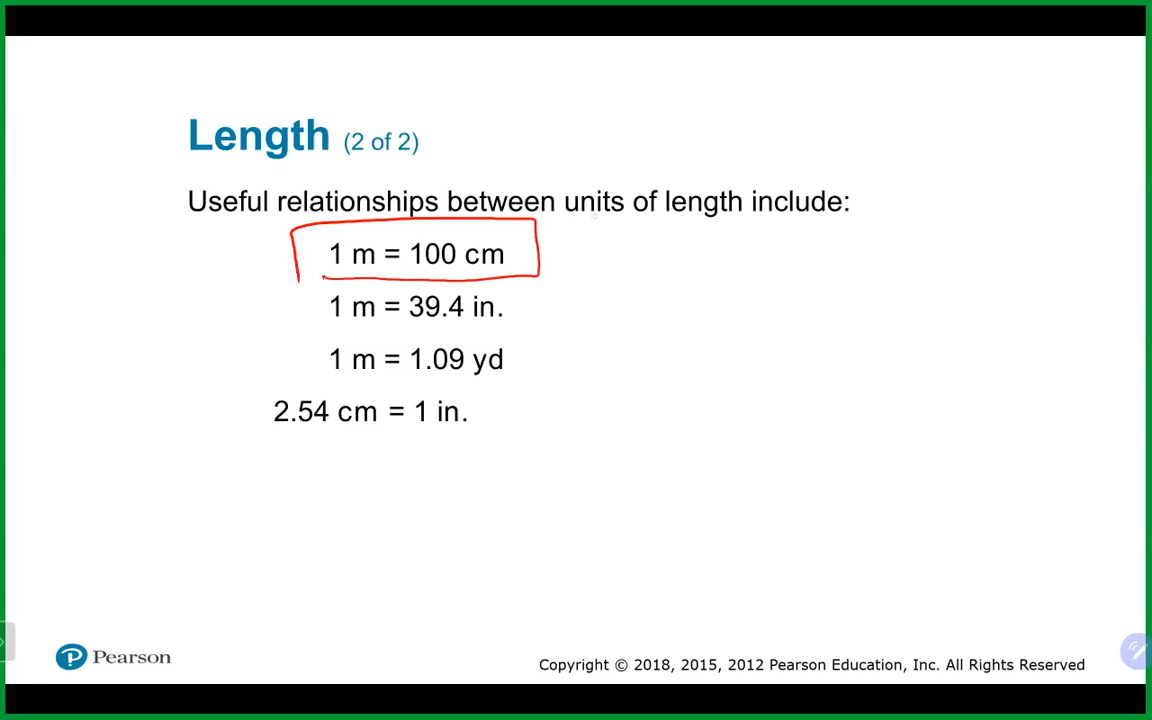 Length (2 of 2)
Useful relationships between units of length include:
1 m = 100 cm
1 m = 39.4 in.
1 m = 1.09 yd
2.54 cm = 1 in.
Pearson
Copyright © 2018, 2015, 2012 Pearson Education, Inc. All Rights Reserved